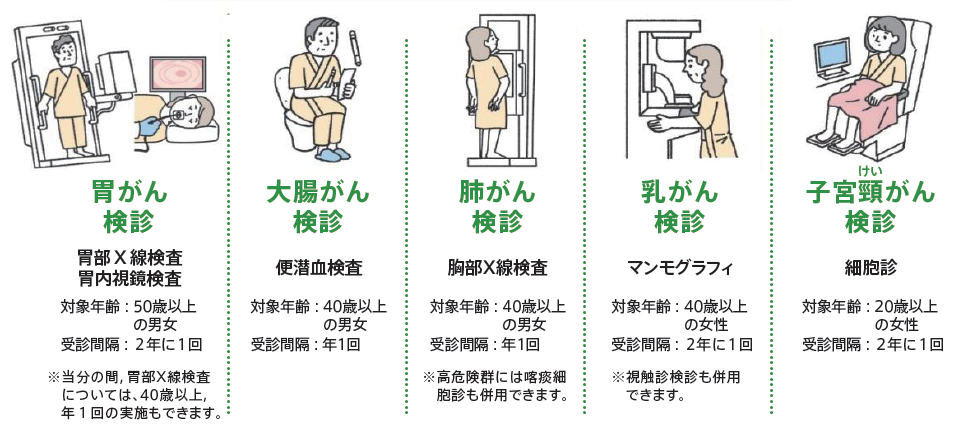 胃がん
検診
胃部X線検査
胃内視鏡検査
対象年齢：50歳以上
の男女
受診間隔：2年に1回
※当分の間,胃部X線検査
については、40歳以上,
年1回の実施もできます。
大腸がん
検診
便潜血検査
対象年齢：40歳以上
の男女
受診間隔：年1回
肺がん
検診
胸部X線検査
対象年齢：40歳以上
の男女
受診間隔：年1回
※高危険群には喀痰細
胞診も併用できます。
乳がん
検診
マンモグラフィ
対象年齢：40歳以上
の女性
受診間隔：2年に1回
※視触診検診も併用
できます。
けい
子宮頸がん
検診
細胞診
対象年齢：20歳以上
の女性
受診間隔：2年に1回